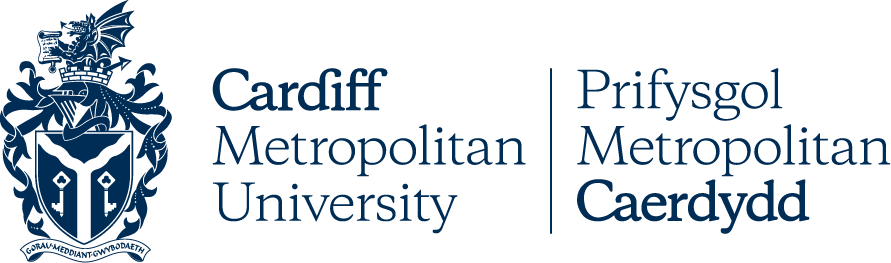 Cardiff
Metropolitan
University
Prifysgol
Metropolitan
Caerdydd
GORAU·MEDDIANT·GWYBODAETH